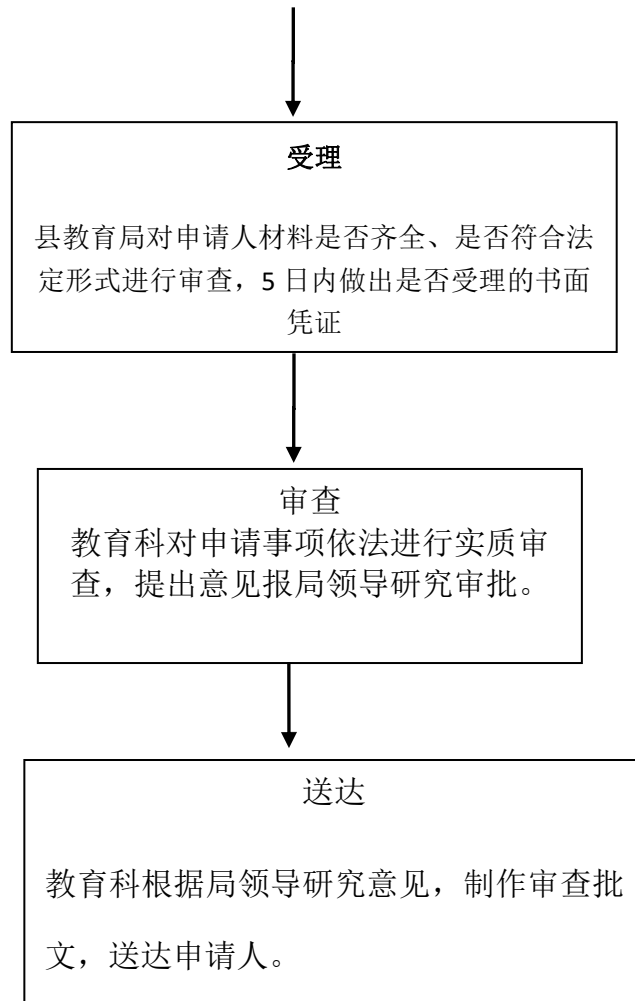 受理
县教育局对申请人材料是否齐全、是否符合法
定形式进行审查，5 日内做出是否受理的书面
凭证
审查
教育科对申请事项依法进行实质审
查，提出意见报局领导研究审批。
送达
教育科根据局领导研究意见，制作审查批
文，送达申请人。